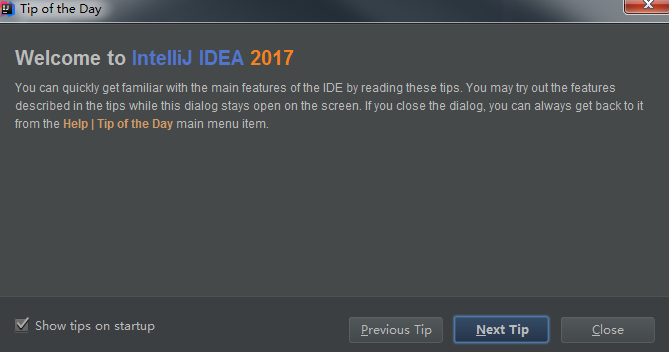 Tip of the Day
Welcome to IntelliJ IDEA 2017
You can quickly get familiar with the main features of the IDE by reading these tips. You may try out the features
described in the tips while this dialog stays open on the screen. If you close the dialog, you can always get back to it
from the Help | Tip of the Day main menu item.
Show tips on startup
Previous Tip
Next Tip
Close